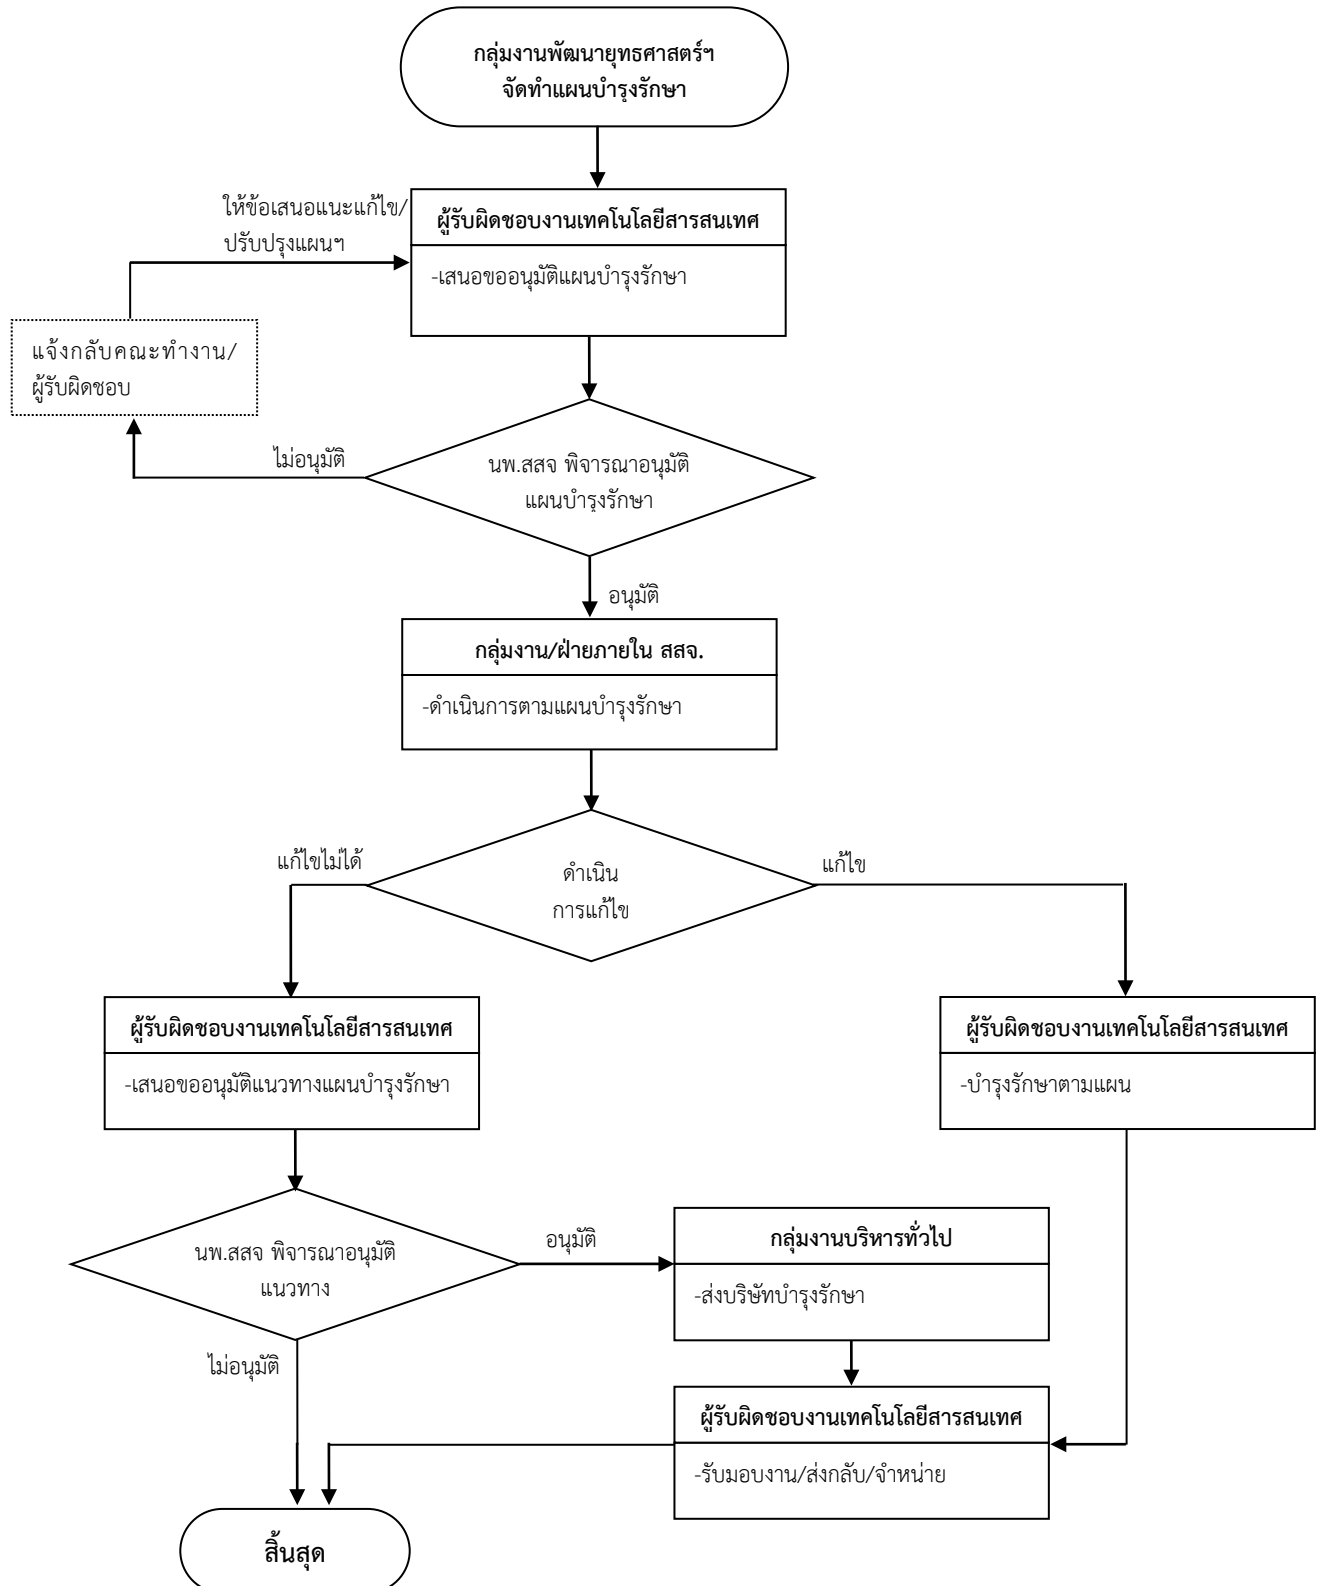 กลุ่มงานพัฒนายุทธศาสตร์ฯ
จัดทำแผนบำรุงรักษา
ให้ข้อเสนอแนะแก้ไข/
ปรับปรุงแผนฯ
ผู้รับผิดชอบงานเทคโนโลยีสารสนเทศ
-เสนอขออนุมัติแผนบำรุงรักษา
แจ้งกลับคณะทำงาน/
ผู้รับผิดชอบ
ไม่อนุมัติ
นพ.สสจ พิจารณาอนุมัติ
แผนบำรุงรักษา
อนุมัติ
กลุ่มงาน/ฝ่ายภายใน สสจ.
-ดำเนินการตามแผนบำรุงรักษา
แก้ไขไม่ได้
ดำเนิน
การแก้ไข
แก้ไข
ผู้รับผิดชอบงานเทคโนโลยีสารสนเทศ
-เสนอขออนุมัติแนวทางแผนบำรุงรักษา
ผู้รับผิดชอบงานเทคโนโลยีสารสนเทศ
-บำรุงรักษาตามแผน
นพ.สสจ พิจารณาอนุมัติ
แนวทาง
อนุมัติ
กลุ่มงานบริหารทั่วไป
-ส่งบริษัทบำรุงรักษา
ไม่อนุมัติ
ผู้รับผิดชอบงานเทคโนโลยีสารสนเทศ
-รับมอบงาน/ส่งกลับ/จำหน่าย
สิ้นสุด